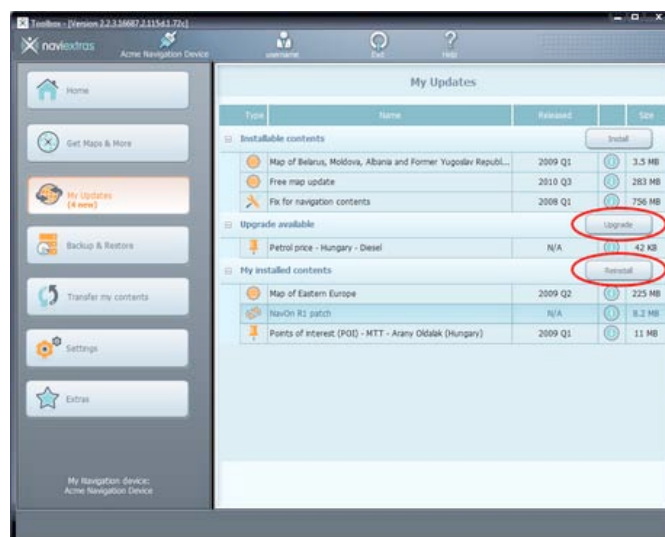 Toolbox - [Version 2.2.3.16687.2.1154.1.72c]
naviextras
Acme Navigation Device
username
Exit
Help
Home
Get Maps & More
My Updates
(4 new)
Backup & Restore
Transfer my contents
Settings
Extras
My Navigation device:
Acme Navigation Device
My Updates
Type Name Released Size
Installable contents Install
Map of Belarus, Moldova, Albania and Former Yugoslav Republ... 2009 Q1 3.5 MB
Free map update 2010 Q3 283 MB
Fix for navigation contents 2008 Q1 756 MB
Upgrade available Upgrade
Petrol price - Hungary - Diesel N/A 42 KB
My installed contents Reinstall
Map of Eastern Europe 2009 Q2 225 MB
NavOn R1 patch N/A 8.2 MB
Points of interest (POI) - MTT - Arany Oldalak (Hungary) 2009 Q1 11 MB